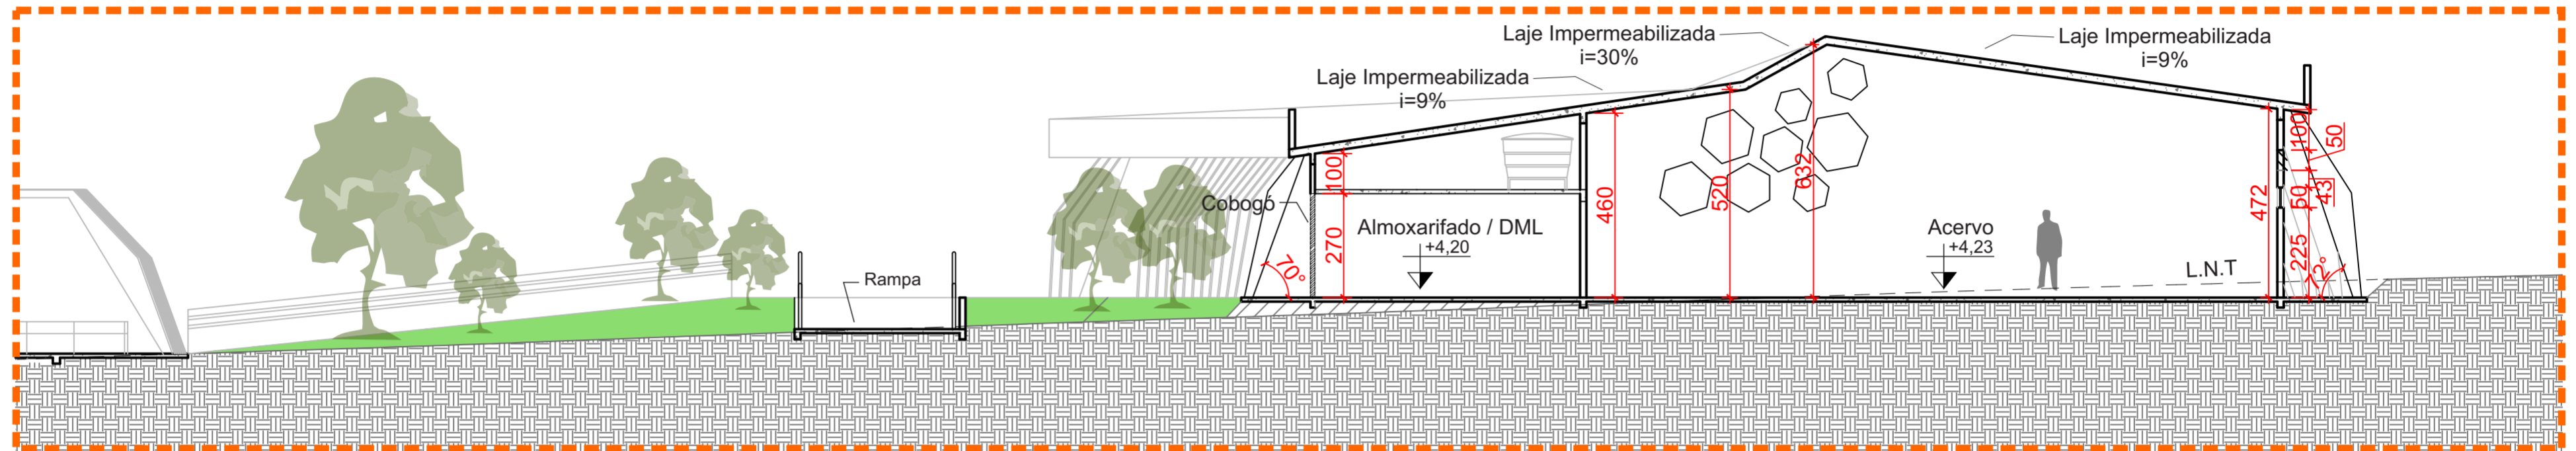 Laje Impermeabilizada
i=30%
Laje Impermeabilizada
i=9%
Laje Impermeabilizada
i=9%
Cobogó
100
270
70°
Almoxarifado / DML
+4,20
460
520
632
Acervo
+4,23
L.N.T
472
100
50
50
43
225
72°
Rampa